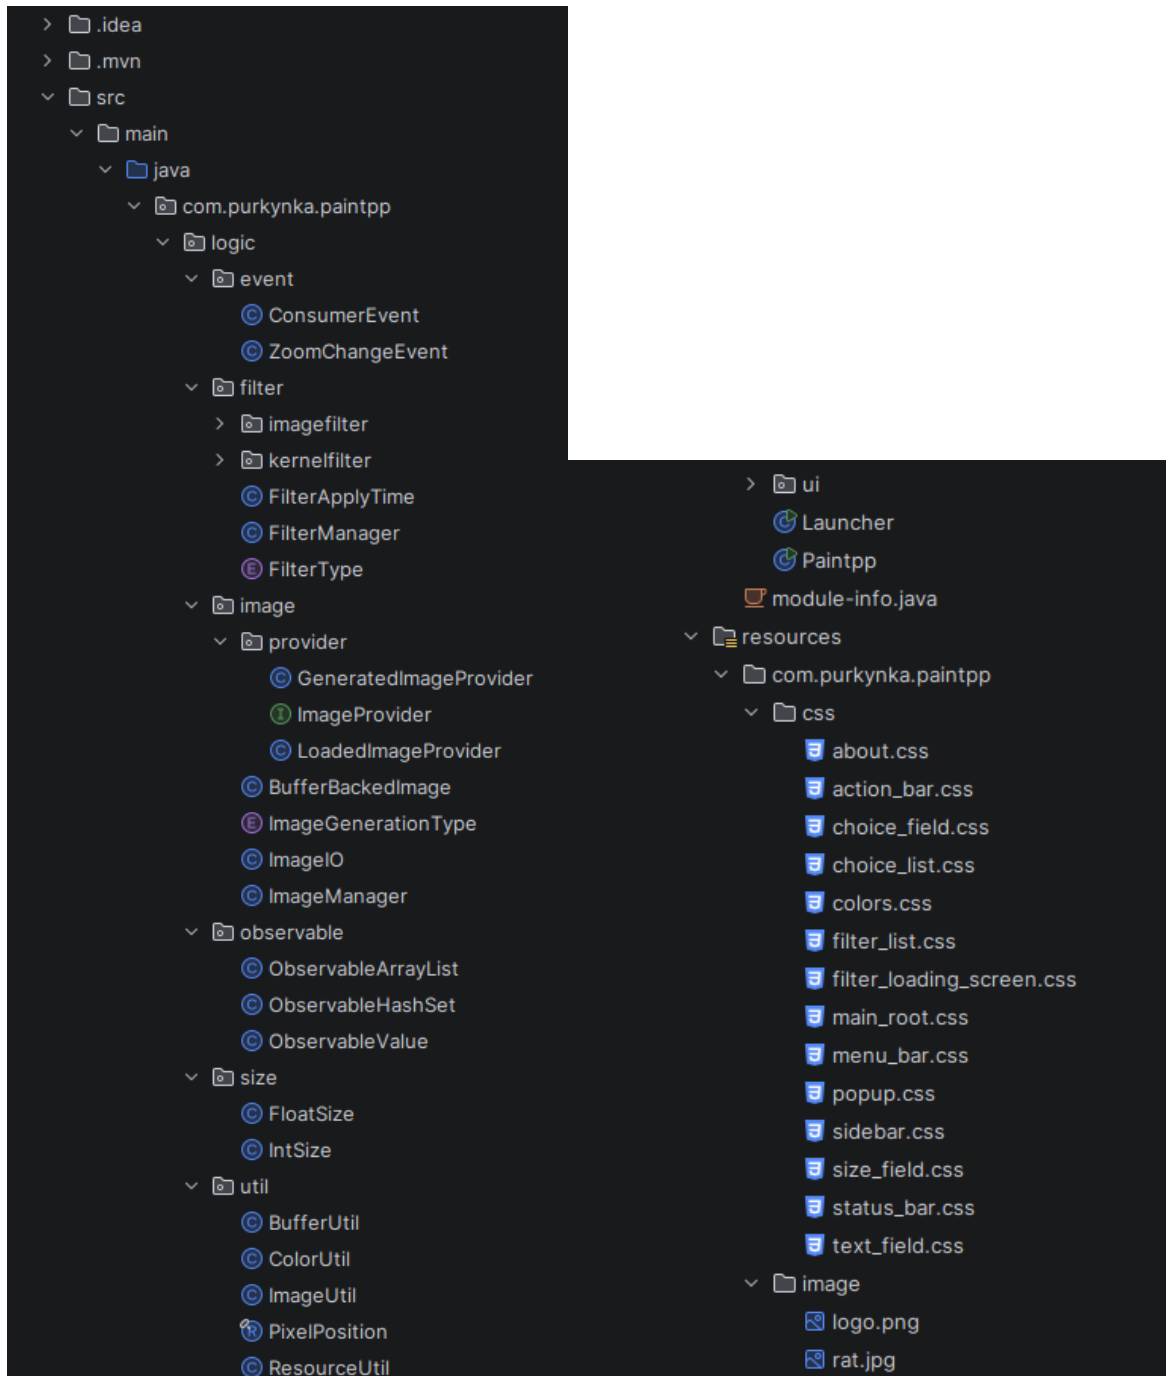 .idea
.mvn
src
main
java
com.purkynka.paintpp
logic
event
ConsumerEvent
ZoomChangeEvent
filter
imagefilter
kernelfilter
FilterApplyTime
FilterManager
FilterType
image
provider
GeneratedImageProvider
ImageProvider
LoadedImageProvider
BufferBackedImage
ImageGenerationType
ImageIO
ImageManager
observable
ObservableArrayList
ObservableHashSet
ObservableValue
size
FloatSize
IntSize
util
BufferUtil
ColorUtil
ImageUtil
PixelPosition
ResourceUtil
ui
Launcher
Paintpp
module-info.java
resources
com.purkynka.paintpp
css
about.css
action_bar.css
choice_field.css
choice_list.css
colors.css
filter_list.css
filter_loading_screen.css
main_root.css
menu_bar.css
popup.css
sidebar.css
size_field.css
status_bar.css
text_field.css
image
logo.png
rat.jpg